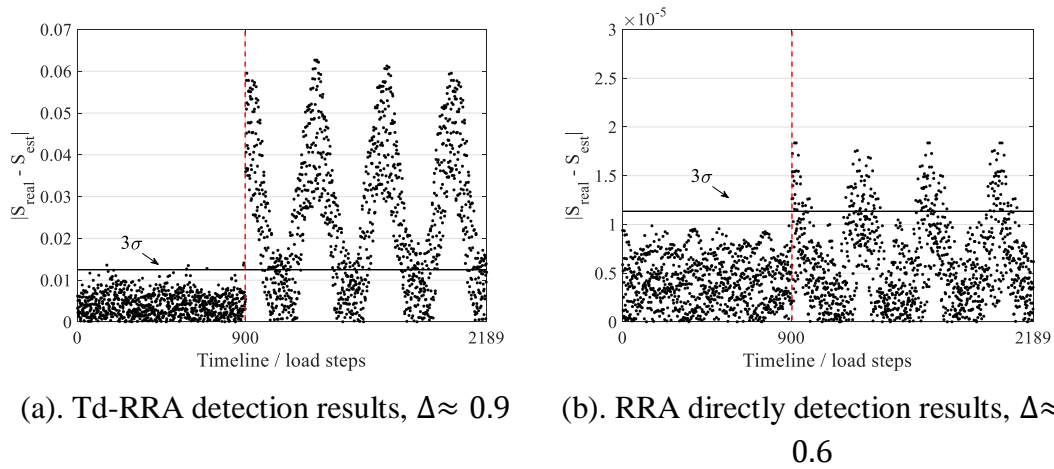 0.07
0.06
0.05
0.04
0.03
0.02
0.01
0
|S_real - S_est|
3σ
0
900
2189
Timeline / load steps
×10^-5
3
2.5
2
1.5
1
0.5
0
|S_real - S_est|
3σ
0
900
2189
Timeline / load steps
(a). Td-RRA detection results, Δ≈ 0.9
(b). RRA directly detection results, Δ≈
0.6